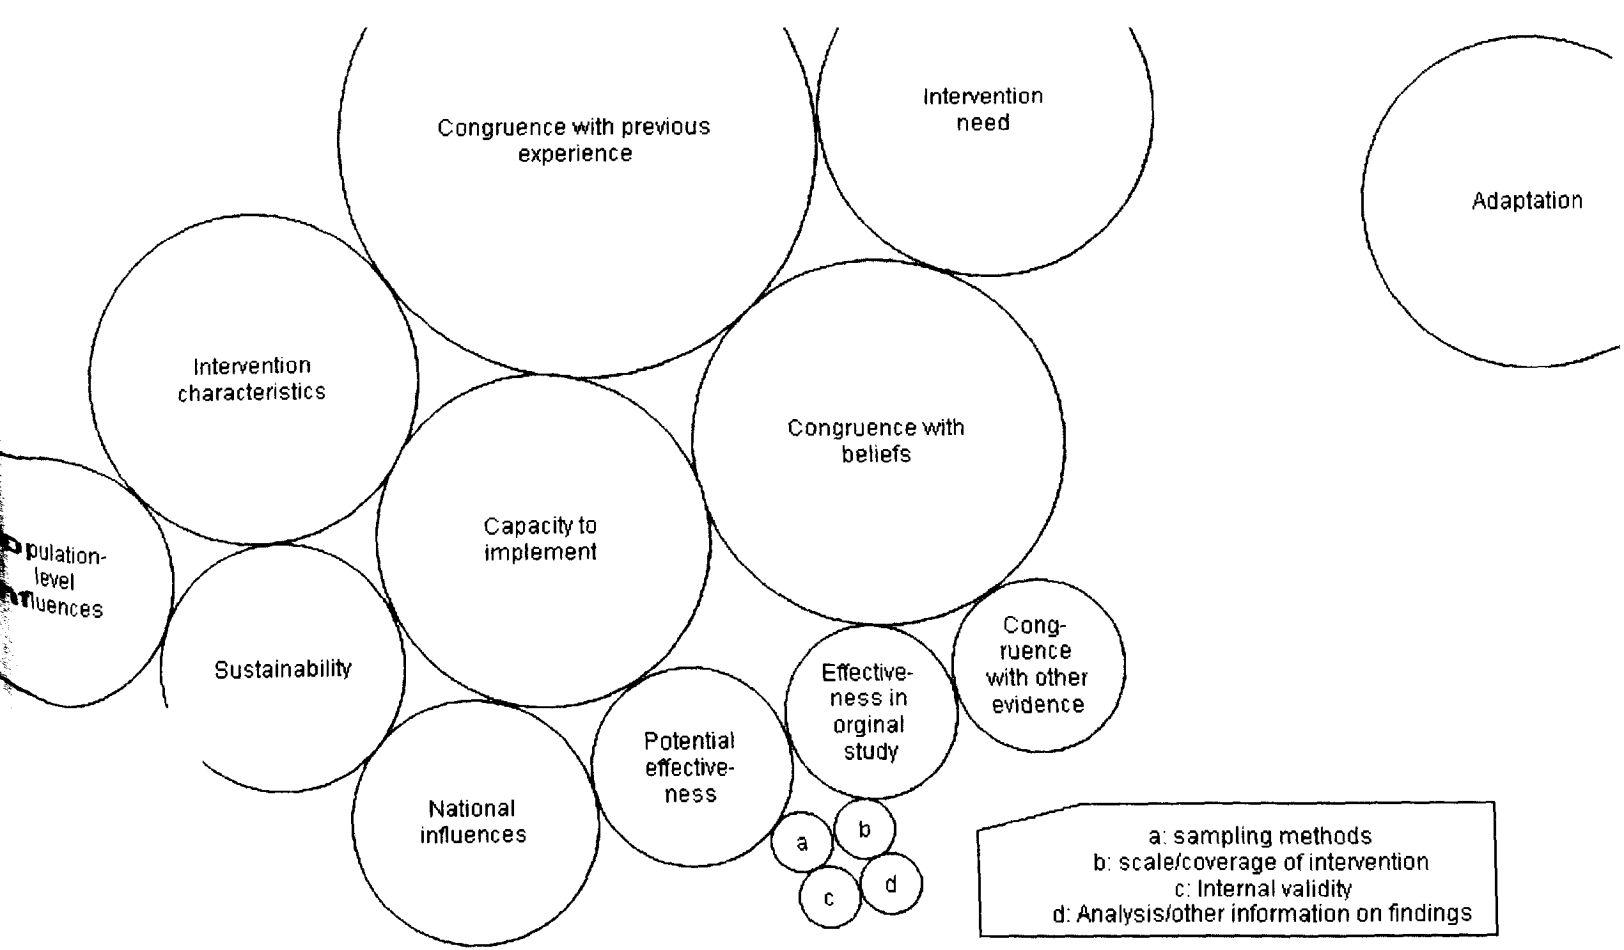 Congruence with previous
experience
Intervention
need
Adaptation
Intervention
characteristics
Congruence with
beliefs
Capacity to
implement
pulation-
level
fluences
Sustainability
Cong-
ruence
with other
evidence
Effective-
ness in
orginal
study
Potential
effective-
ness
National
influences
a
b
c
d
a: sampling methods
b: scale/coverage of intervention
c: Internal validity
d: Analysis/other information on findings